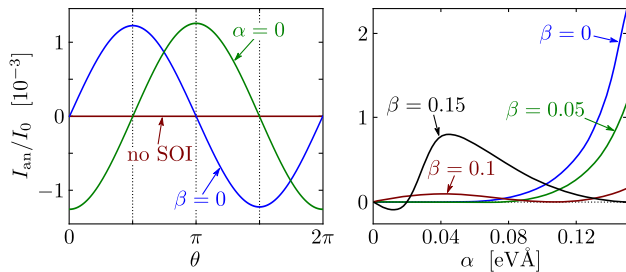 I_an/I_0 [10^−3]
1
0
−1
α = 0
no SOI
β = 0
0
π
2π
θ
2
1
0
β = 0
β = 0.05
β = 0.15
β = 0.1
0
0.04
0.08
0.12
α [eVÅ]